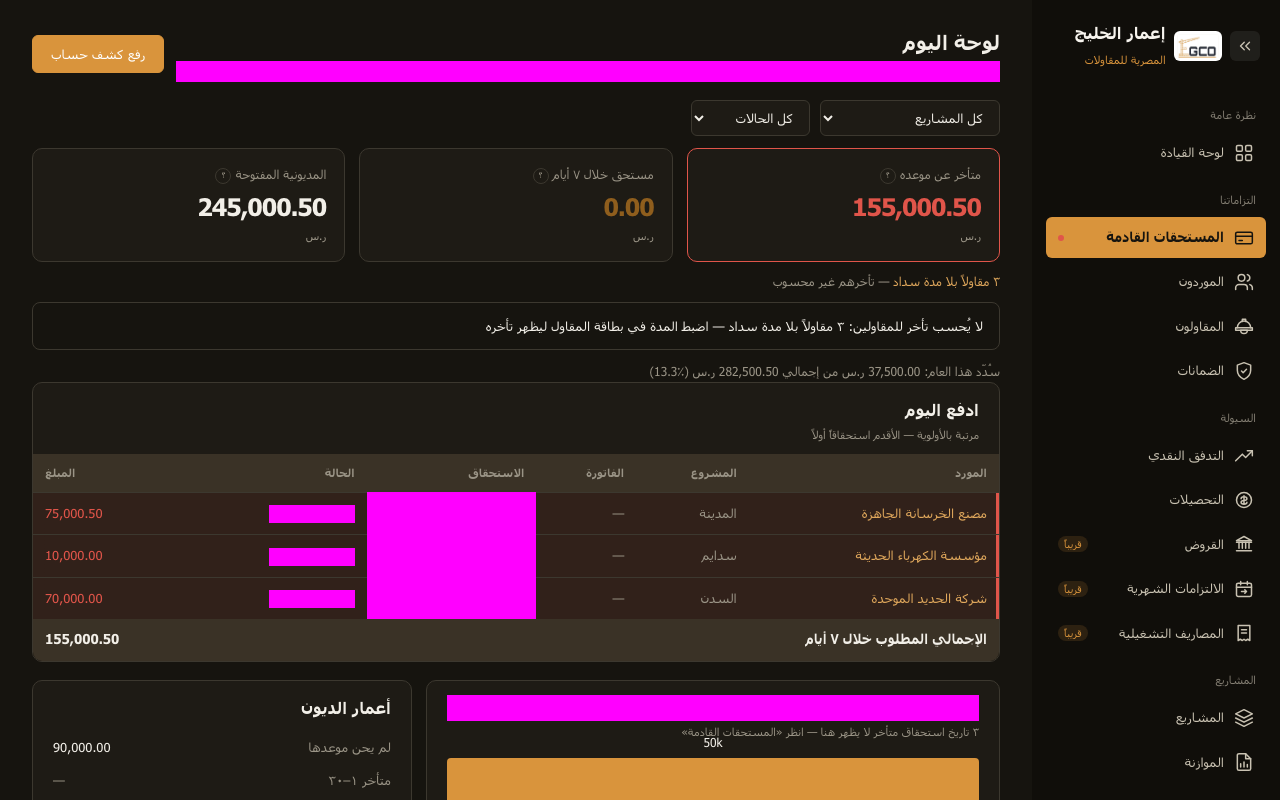 إعمار الخليج
المصرية للمقاولات
GCO
نظرة عامة
لوحة القيادة
التزاماتنا
المستحقات القادمة
الموردون
المقاولون
الضمانات
السيولة
التدفق النقدي
التحصيلات
القروض
قريباً
الالتزامات الشهرية
قريباً
المصاريف التشغيلية
قريباً
المشاريع
المشاريع
الموازنة
لوحة اليوم
رفع كشف حساب
كل المشاريع
كل الحالات
متأخر عن موعده ؟
155,000.50
ر.س
مستحق خلال ٧ أيام ؟
0.00
ر.س
المديونية المفتوحة ؟
245,000.50
ر.س
٣ مقاولاً بلا مدة سداد — تأخرهم غير محسوب
لا يُحسب تأخر للمقاولين: ٣ مقاولاً بلا مدة سداد — اضبط المدة في بطاقة المقاول ليظهر تأخره
سُدّد هذا العام: 37,500.00 ر.س من إجمالي 282,500.50 ر.س (13.3٪)
ادفع اليوم
مرتبة بالأولوية — الأقدم استحقاقاً أولاً
المورد المشروع الفاتورة الاستحقاق الحالة المبلغ
مصنع الخرسانة الجاهزة المدينة — 75,000.50
مؤسسة الكهرباء الحديثة سدايم — 10,000.00
شركة الحديد الموحدة السدن — 70,000.00
الإجمالي المطلوب خلال ٧ أيام 155,000.50
٣ تاريخ استحقاق متأخر لا يظهر هنا — انظر «المستحقات القادمة»
50k
أعمار الديون
لم يحن موعدها 90,000.00
متأخر ١–٣٠ —